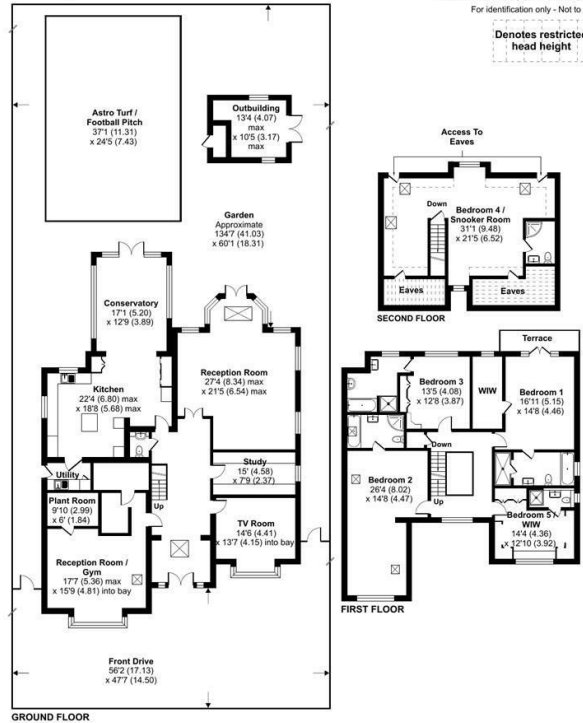 For identification only - Not to
Denotes restricted
head height
Astro Turf /
Football Pitch
37'1 (11.31)
x 24'5 (7.43)
Outbuilding
13'4 (4.07)
max
x 10'5 (3.17)
max
Garden
Approximate
134'7 (41.03)
x 60'1 (18.31)
Conservatory
17'1 (5.20)
x 12'9 (3.89)
Kitchen
22'4 (6.80) max
x 18'8 (5.68) max
Reception Room
27'4 (8.34) max
x 21'5 (6.54) max
Utility
Study
15' (4.58)
x 7'9 (2.37)
Plant Room
9'10 (2.99)
x 6' (1.84)
Up
TV Room
14'6 (4.41)
x 13'7 (4.15) into bay
Reception Room /
Gym
17'7 (5.36) max
x 15'9 (4.81) into bay
Front Drive
56'2 (17.13)
x 47'7 (14.50)
GROUND FLOOR
Access To
Eaves
Down
Bedroom 4 /
Snooker Room
31'1 (9.48)
x 21'5 (6.52)
Eaves
Eaves
SECOND FLOOR
Terrace
Bedroom 3
13'5 (4.08)
x 12'8 (3.87)
WIW
Bedroom 1
16'11 (5.15)
x 14'8 (4.46)
Down
Bedroom 2
26'4 (8.02)
x 14'8 (4.47)
Up
Bedroom 5 /
WIW
14'4 (4.36)
x 12'10 (3.92)
FIRST FLOOR